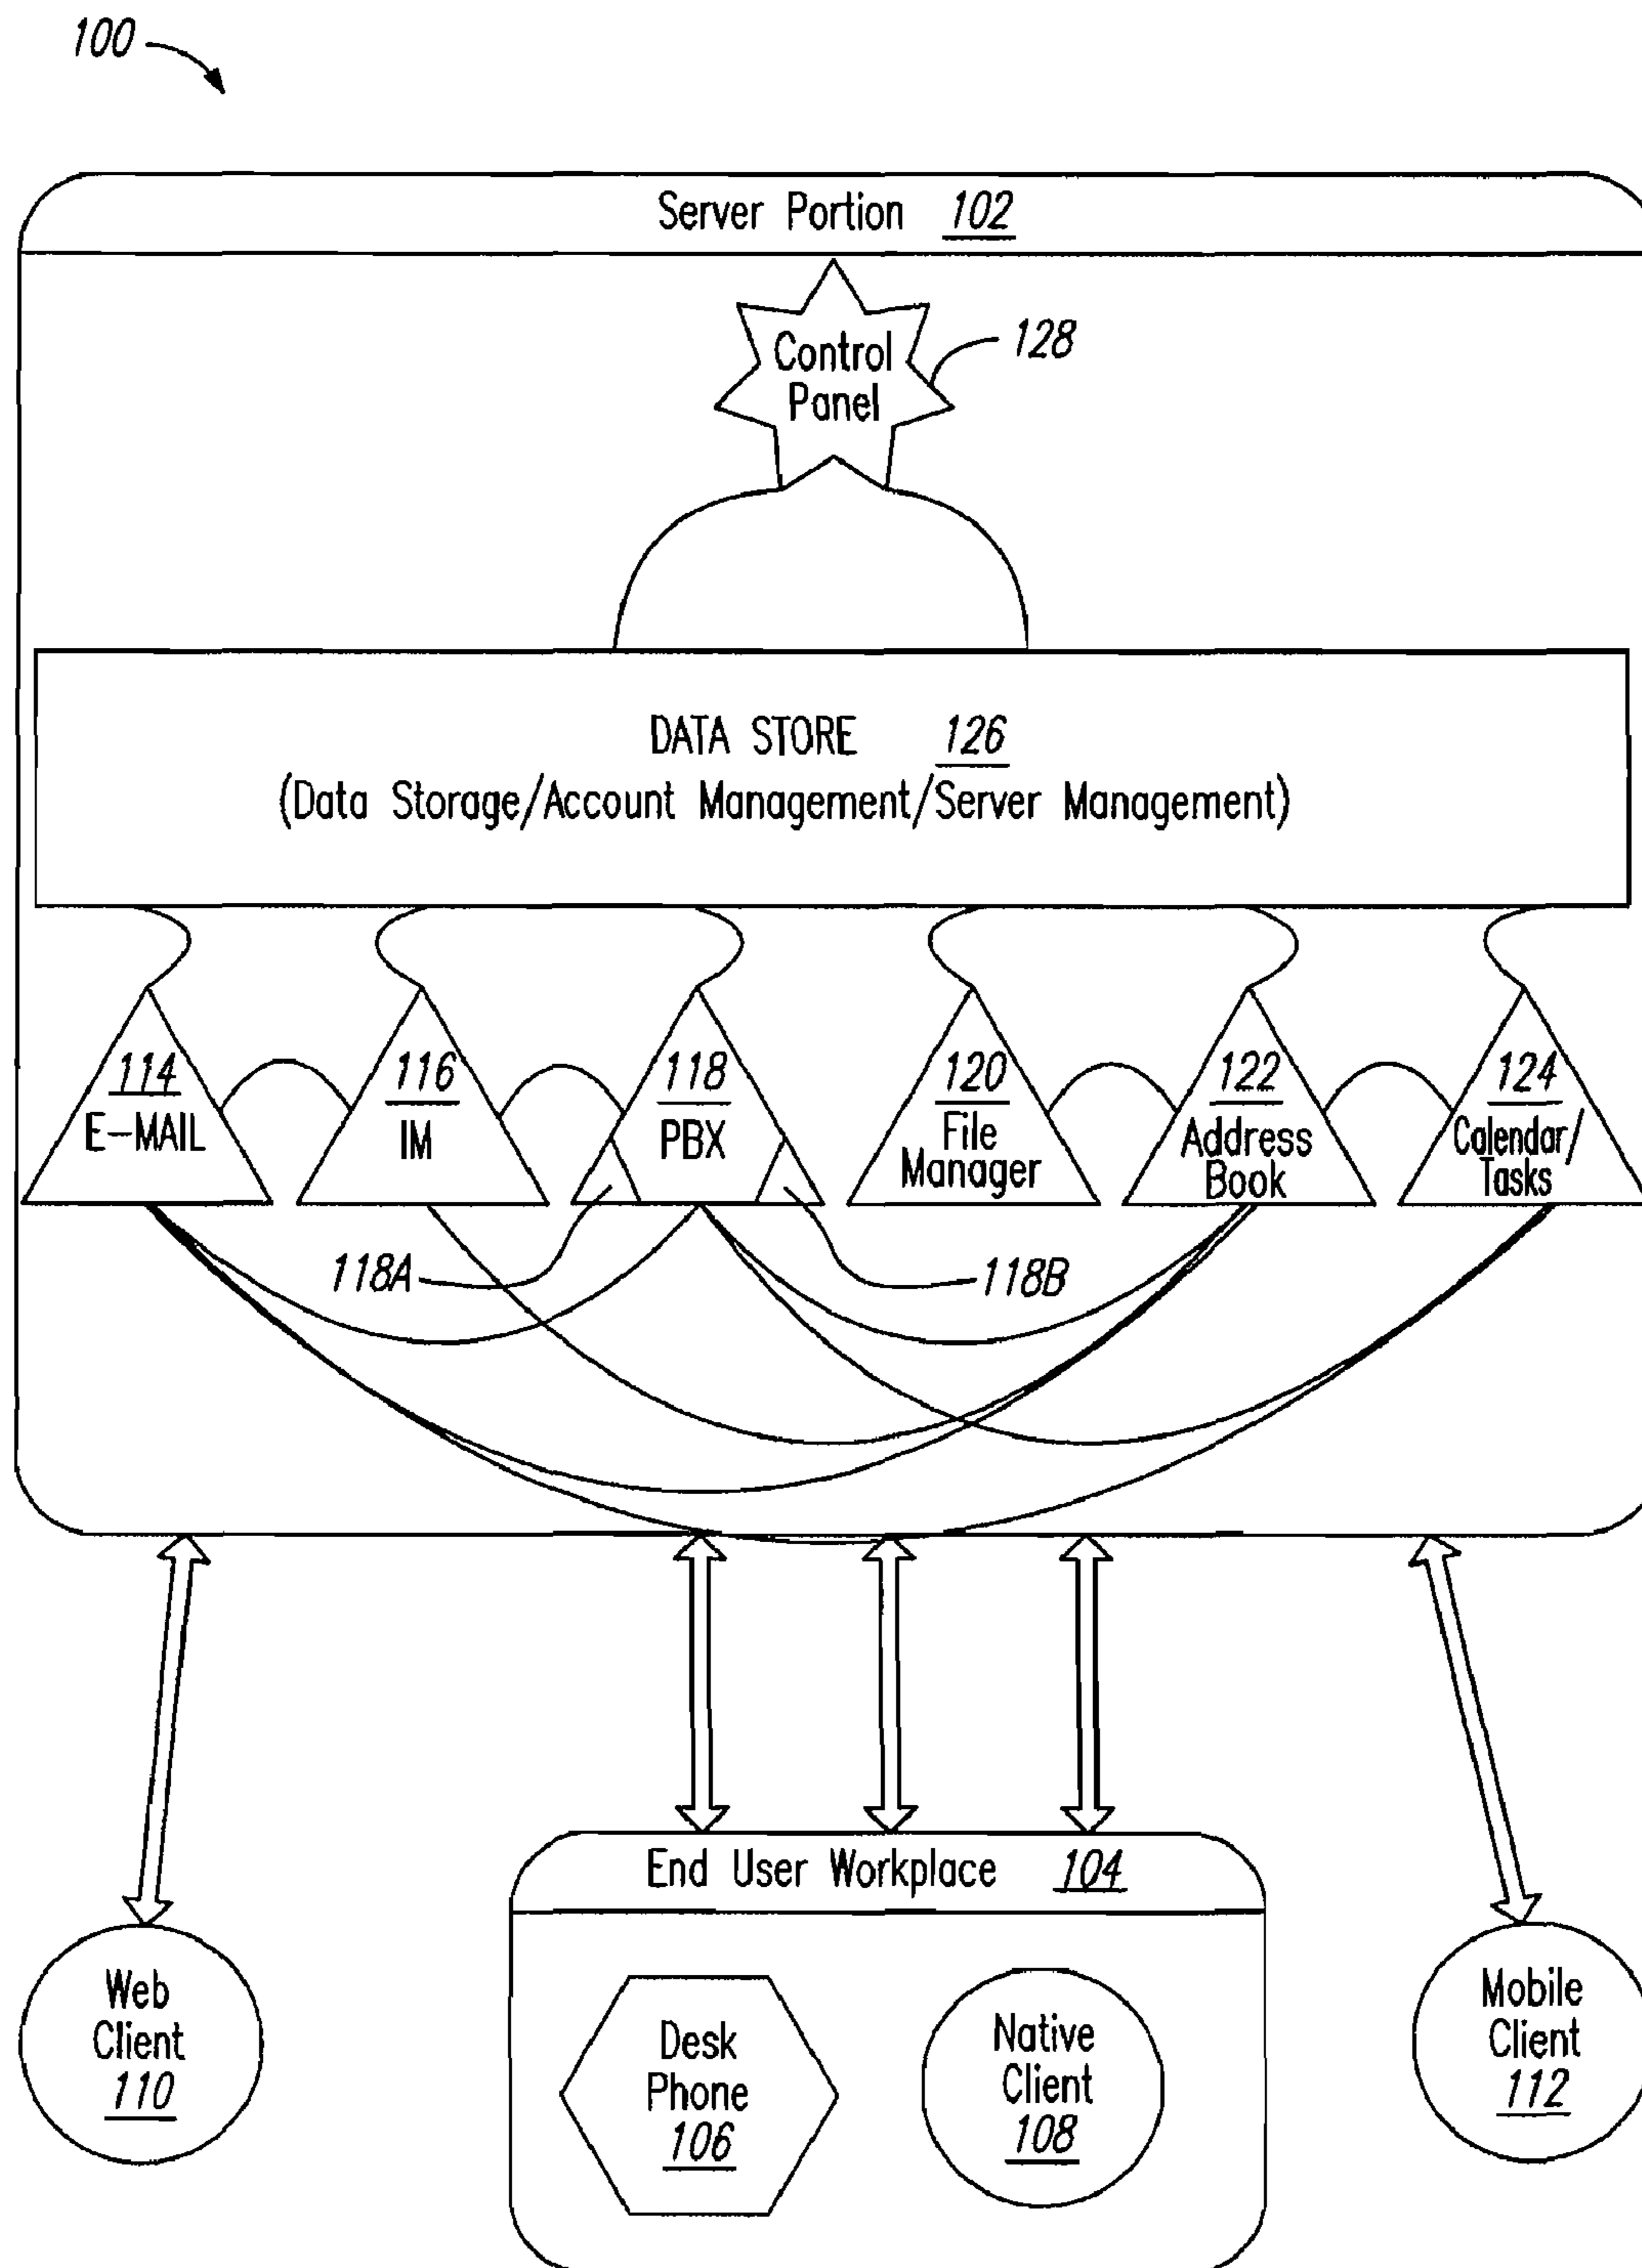 100
Server Portion 102
Control
Panel
128
DATA STORE 126
(Data Storage/Account Management/Server Management)
114
E-MAIL
116
IM
118
PBX
120
File
Manager
122
Address
Book
124
Calendar/
Tasks
118A
118B
End User Workplace 104
Web
Client
110
Desk
Phone
106
Native
Client
108
Mobile
Client
112